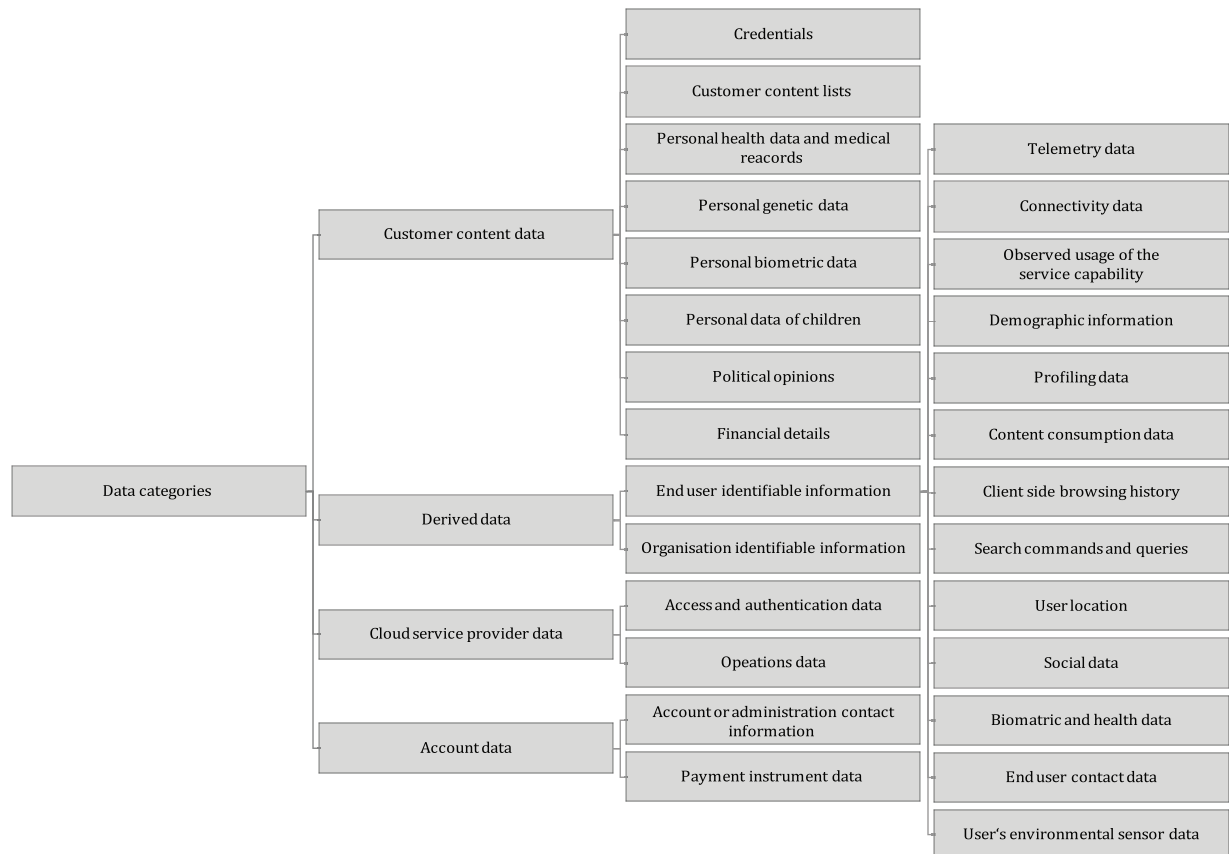 Data categories
Customer content data
Credentials
Customer content lists
Personal health data and medical
reacords
Personal genetic data
Personal biometric data
Personal data of children
Political opinions
Financial details
Derived data
End user identifiable information
Telemetry data
Connectivity data
Observed usage of the
service capability
Demographic information
Profiling data
Content consumption data
Client side browsing history
Search commands and queries
User location
Social data
Biomatric and health data
End user contact data
User‘s environmental sensor data
Organisation identifiable information
Cloud service provider data
Access and authentication data
Opeations data
Account data
Account or administration contact
information
Payment instrument data